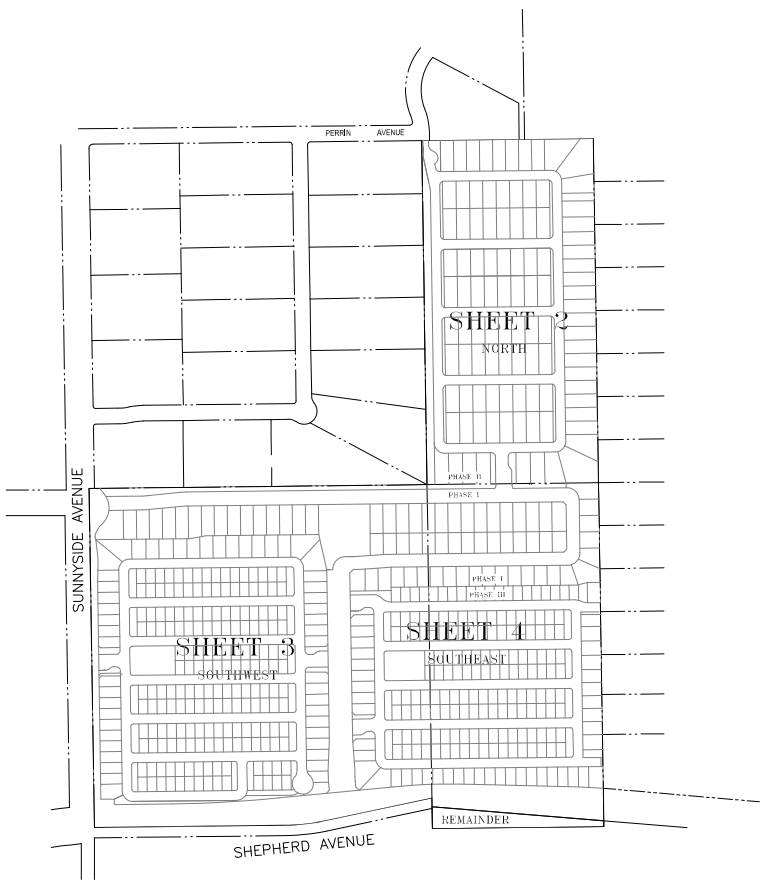 PERRIN AVENUE
SHEET 2
NORTH
PHASE II
PHASE I
SUNNYSIDE AVENUE
PHASE I
PHASE III
SHEET 4
SOUTHEAST
SHEET 3
SOUTHWEST
REMAINDER
SHEPHERD AVENUE